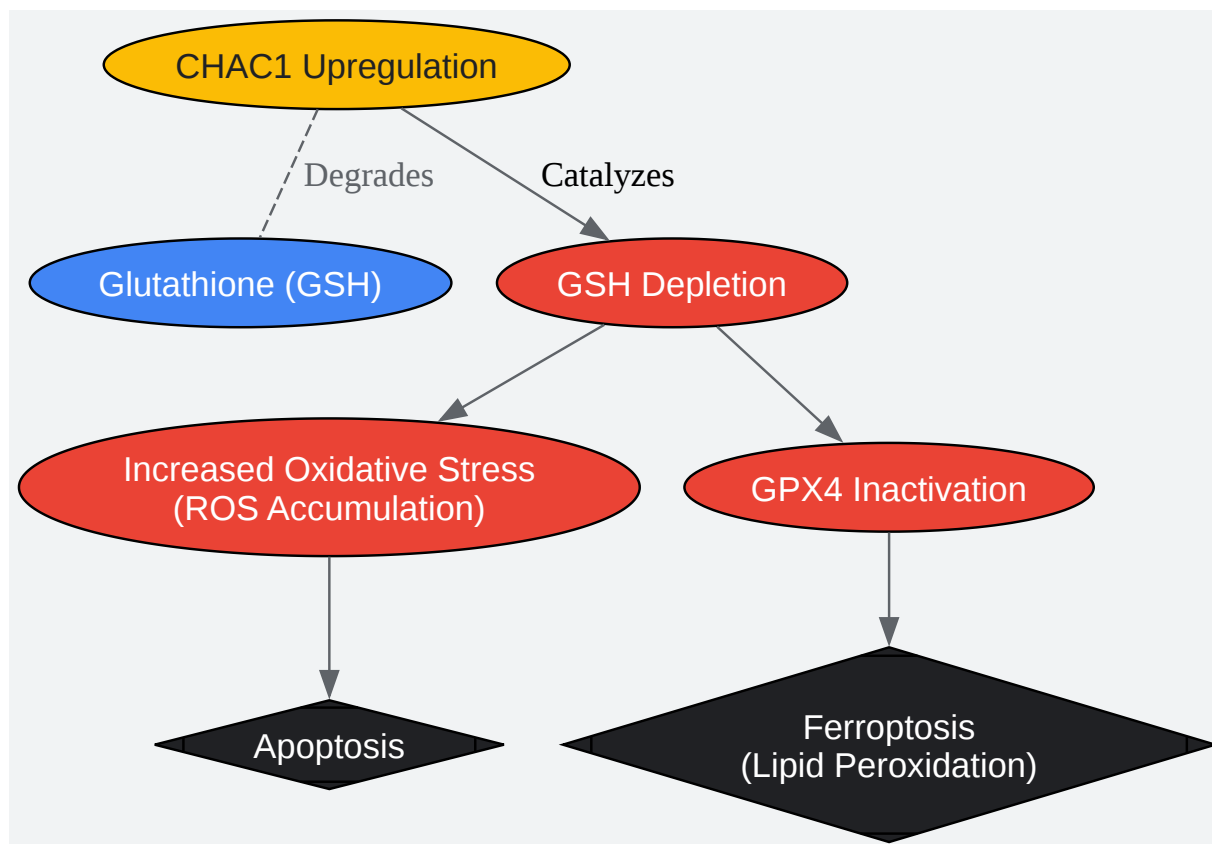 CHAC1 Upregulation
Degrades
Catalyzes
Glutathione (GSH)
GSH Depletion
Increased Oxidative Stress
(ROS Accumulation)
GPX4 Inactivation
Apoptosis
Ferroptosis
(Lipid Peroxidation)